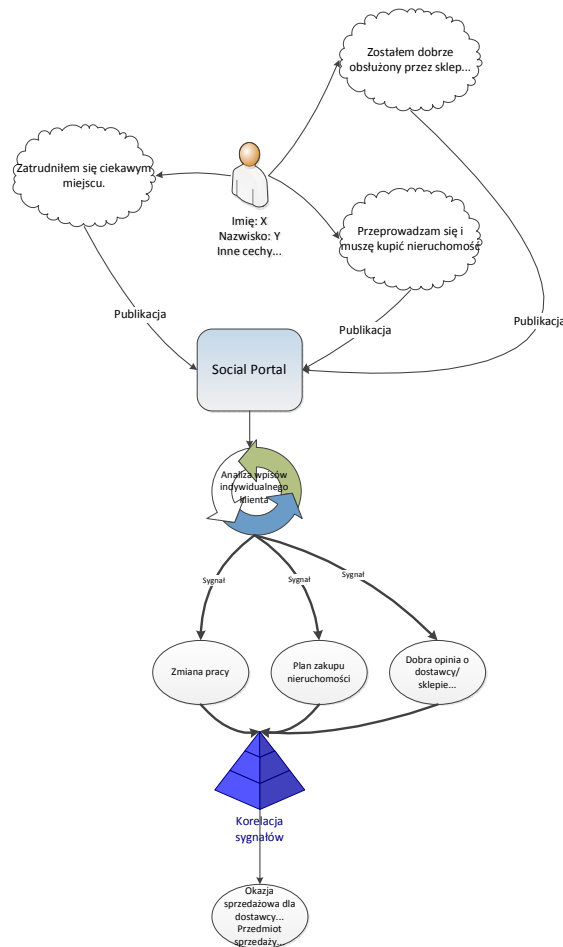 Zostałem dobrze
obsłużony przez sklep...
Zatrudniłem się ciekawym
miejscu.
Imię: X
Nazwisko: Y
Inne cechy...
Przeprowadzam się i
muszę kupić nieruchomość
Publikacja
Publikacja
Publikacja
Social Portal
Analiza wpisów
indywidualnego
klienta
Sygnał
Sygnał
Sygnał
Zmiana pracy
Plan zakupu
nieruchomości
Dobra opinia o
dostawcy/
sklepie...
Korelacja
sygnałów
Okazja
sprzedażowa dla
dostawcy...
Przedmiot
sprzedaży...